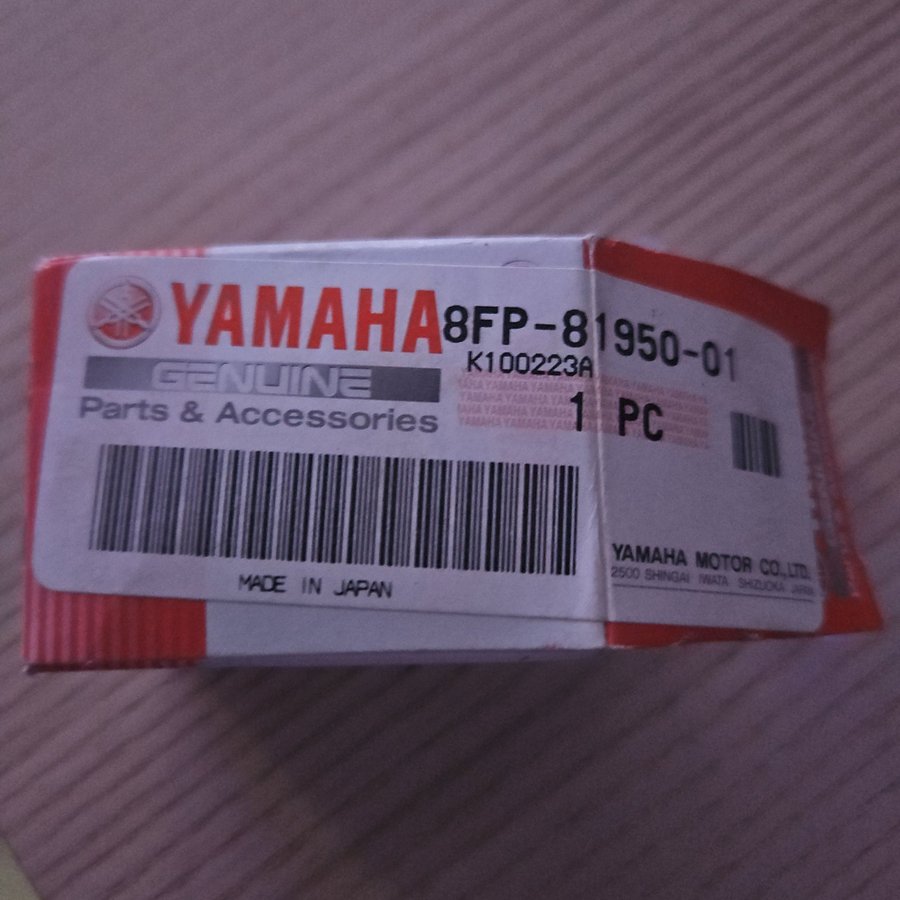 YAMAHA
8FP-81950-01
K100223A
GENUINE
Parts & Accessories
1 PC
MADE IN JAPAN
YAMAHA MOTOR CO., LTD.
2500 SHINGAI IWATA SHIZUOKA JAPAN